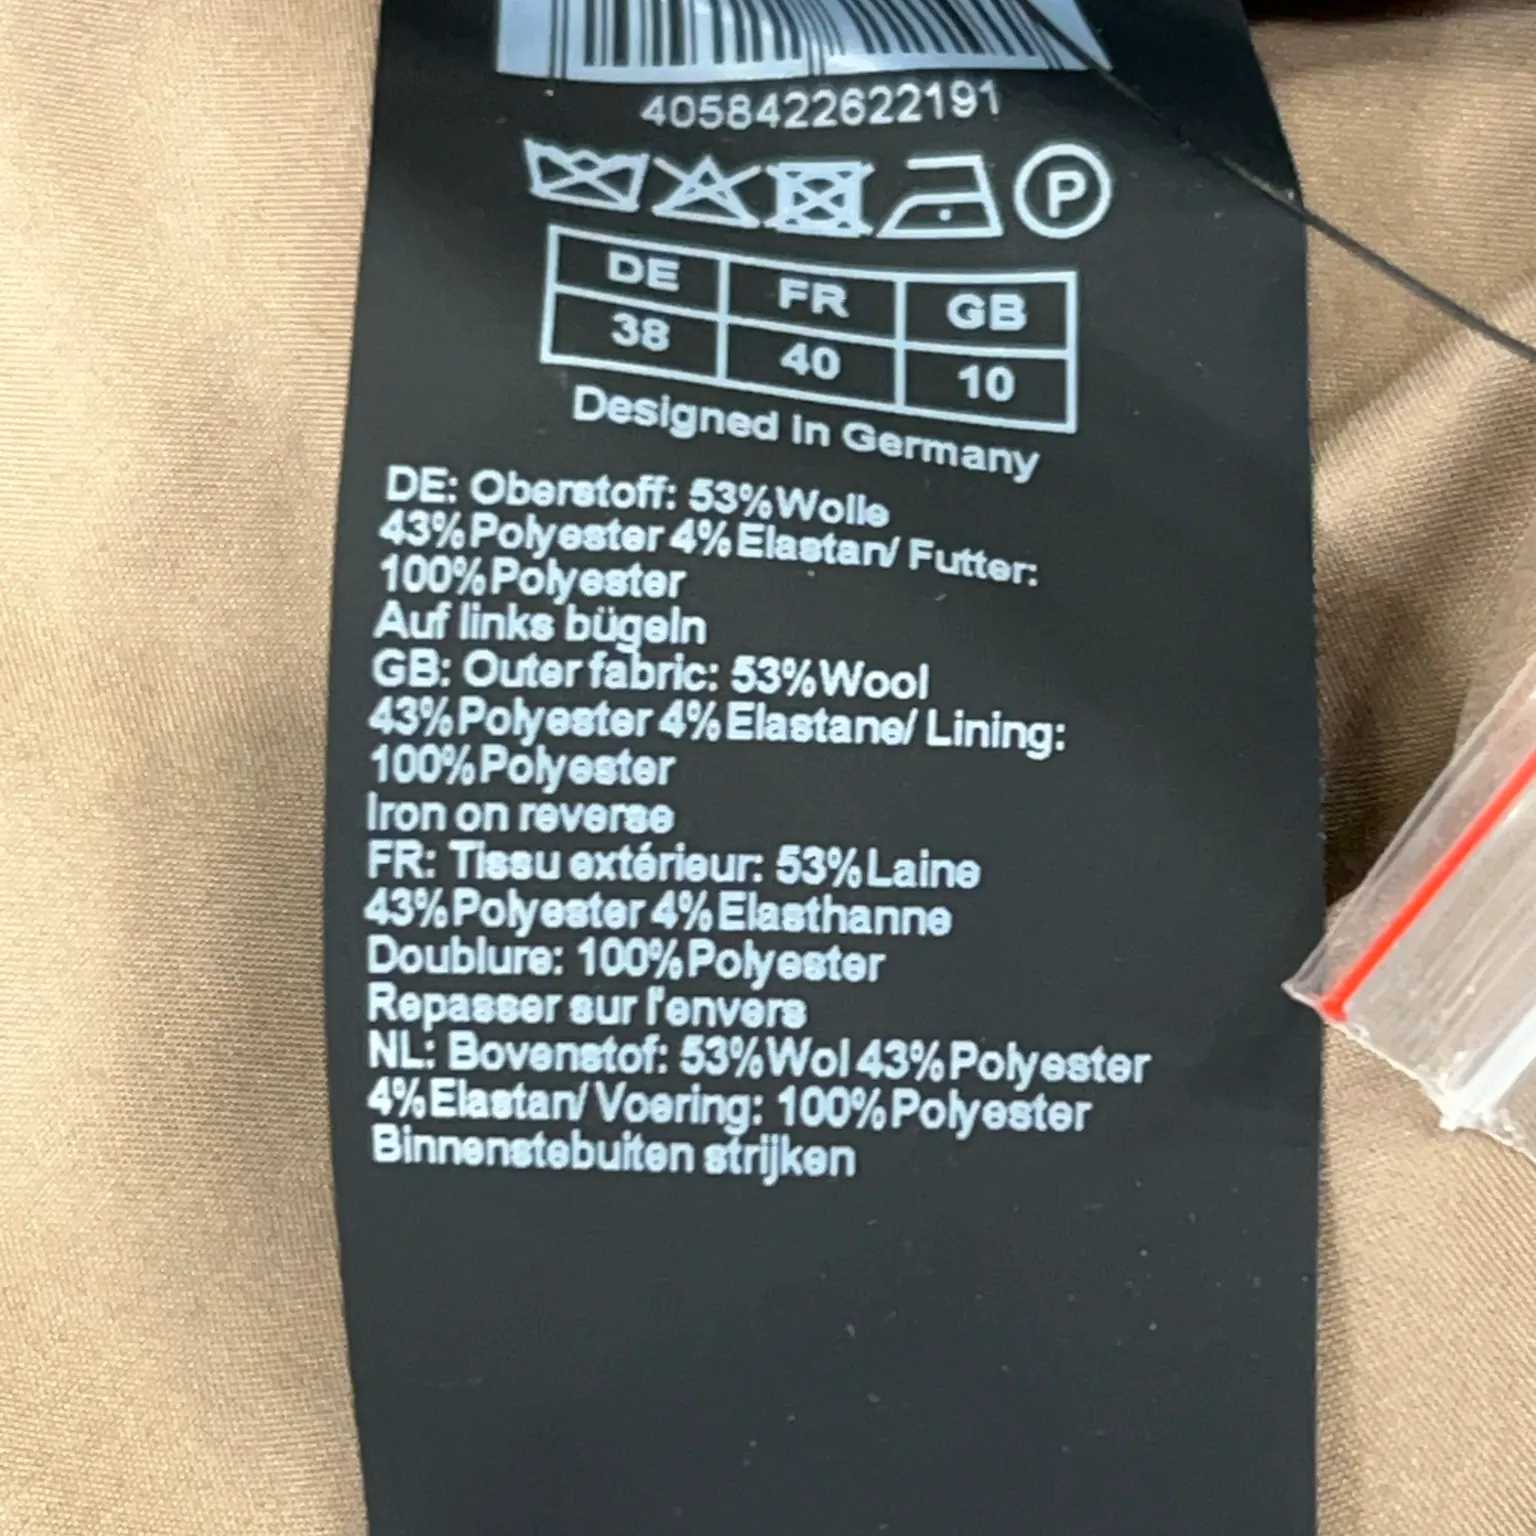 4058422622191
P
DE FR GB
38 40 10
Designed in Germany
DE: Oberstoff: 53%Wolle
43%Polyester 4%Elastan/ Futter:
100%Polyester
Auf links bügeln
GB: Outer fabric: 53%Wool
43%Polyester 4%Elastane/ Lining:
100%Polyester
Iron on reverse
FR: Tissu extérieur: 53%Laine
43%Polyester 4%Elasthanne
Doublure: 100%Polyester
Repasser sur l'envers
NL: Bovenstof: 53%Wol 43%Polyester
4%Elastan/ Voering: 100%Polyester
Binnenstebuiten strijken